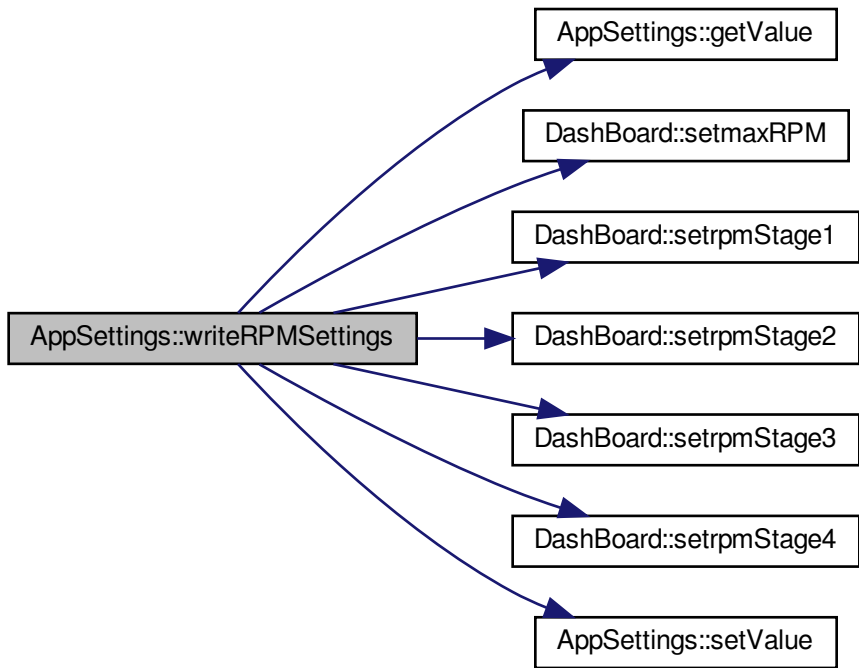 AppSettings::getValue
DashBoard::setmaxRPM
DashBoard::setrpmStage1
AppSettings::writeRPMSettings
DashBoard::setrpmStage2
DashBoard::setrpmStage3
DashBoard::setrpmStage4
AppSettings::setValue